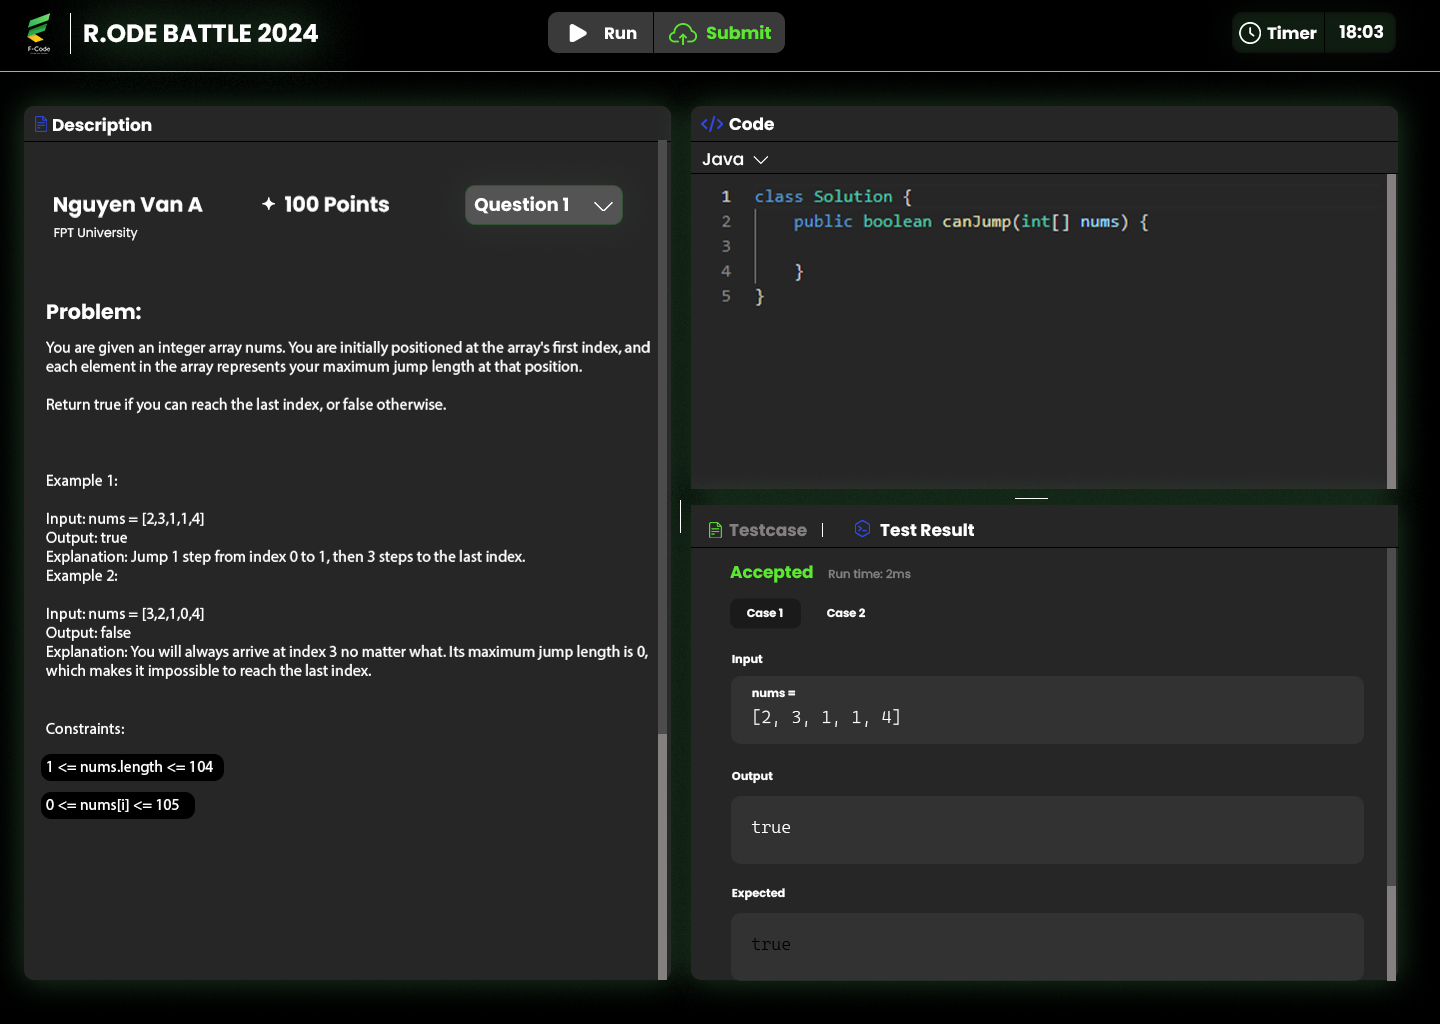 F-Code
R.ODE BATTLE 2024
Run
Submit
Timer
18:03
Description
Nguyen Van A
FPT University
100 Points
Question 1
Problem:
You are given an integer array nums. You are initially positioned at the array's first index, and
each element in the array represents your maximum jump length at that position.
Return true if you can reach the last index, or false otherwise.
Example 1:
Input: nums = [2,3,1,1,4]
Output: true
Explanation: Jump 1 step from index 0 to 1, then 3 steps to the last index.
Example 2:
Input: nums = [3,2,1,0,4]
Output: false
Explanation: You will always arrive at index 3 no matter what. Its maximum jump length is 0,
which makes it impossible to reach the last index.
Constraints:
1 <= nums.length <= 104
0 <= nums[i] <= 105
</> Code
Java
1 class Solution {
2 public boolean canJump(int[] nums) {
3
4 }
5 }
Testcase | Test Result
Accepted Run time: 2ms
Case 1 Case 2
Input
nums =
[2, 3, 1, 1, 4]
Output
true
Expected
true